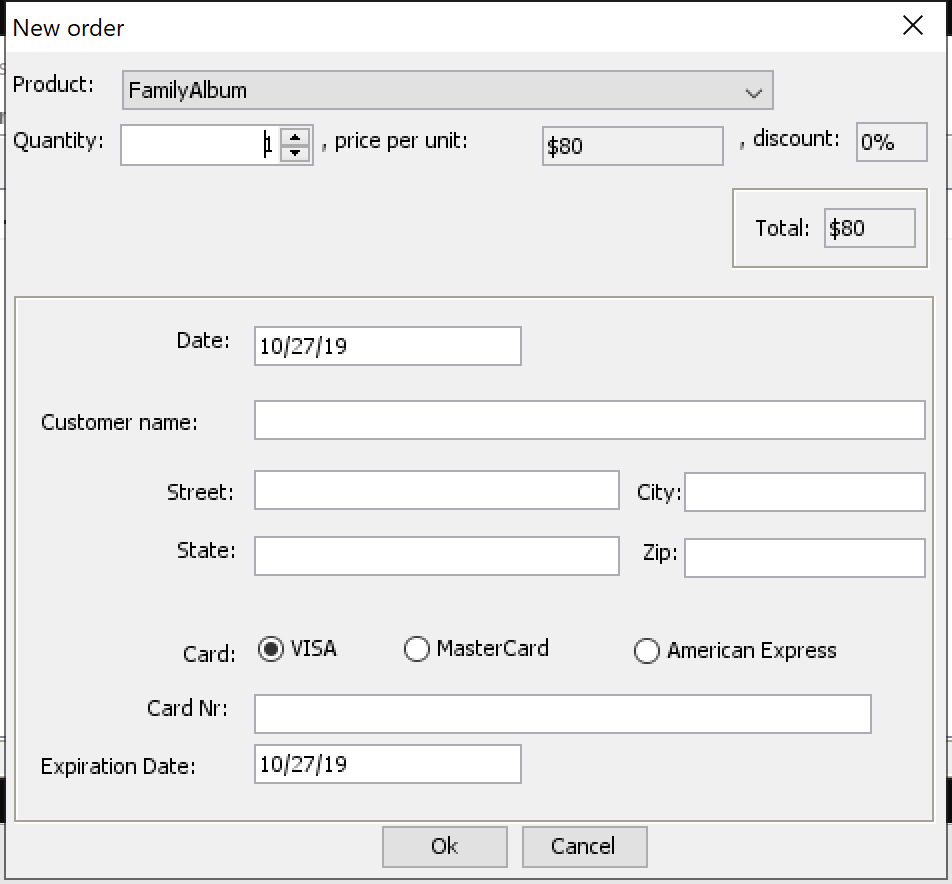 New order
Product: FamilyAlbum
Quantity: 1 , price per unit: $80 , discount: 0%
Total: $80
Date: 10/27/19
Customer name:
Street: City:
State: Zip:
Card: VISA MasterCard American Express
Card Nr:
Expiration Date: 10/27/19
Ok Cancel